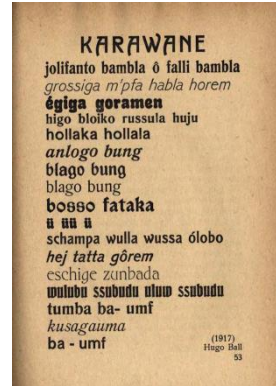 KARAWANE
jolifanto bambla ô falli bambla
grossiga m'pfa habla horem
égiga goramen
higo bloiko russula huju
hollaka hollala
anlogo bung
blago bung
blago bung
bosso fataka
ü üü ü
schampa wulla wussa ólobo
hej tatta gôrem
eschige zunbada
wulubu ssubudu uluw ssubudu
tumba ba- umf
kusagauma
ba - umf
(1917)
Hugo Ball
53